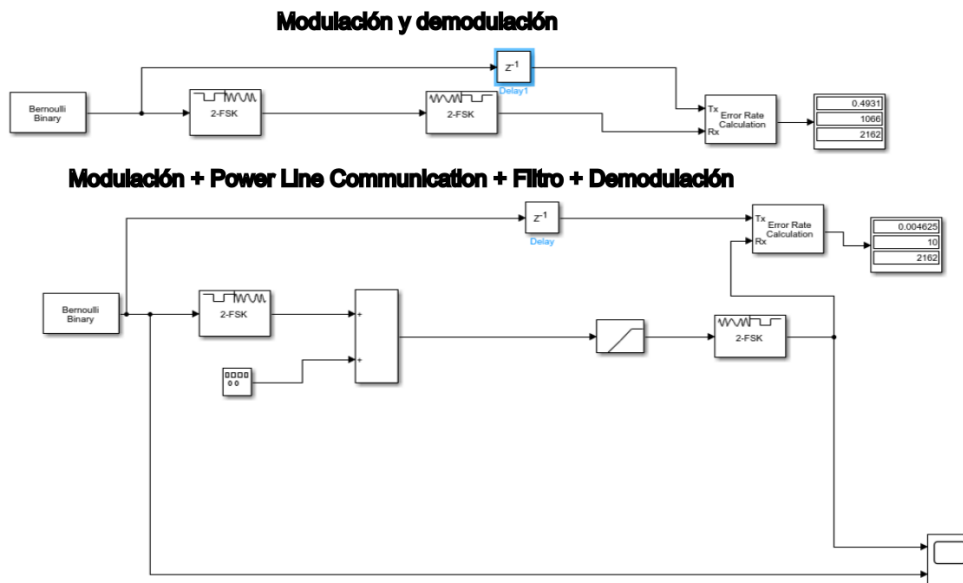 Modulación y demodulación
z-1
Delay1
Bernoulli
Binary
2-FSK
2-FSK
Tx
Rx
Error Rate
Calculation
0.4931
1066
2162
Modulación + Power Line Communication + Filtro + Demodulación
z-1
Delay
Tx
Rx
Error Rate
Calculation
0.004625
10
2162
Bernoulli
Binary
2-FSK
+
+
2-FSK